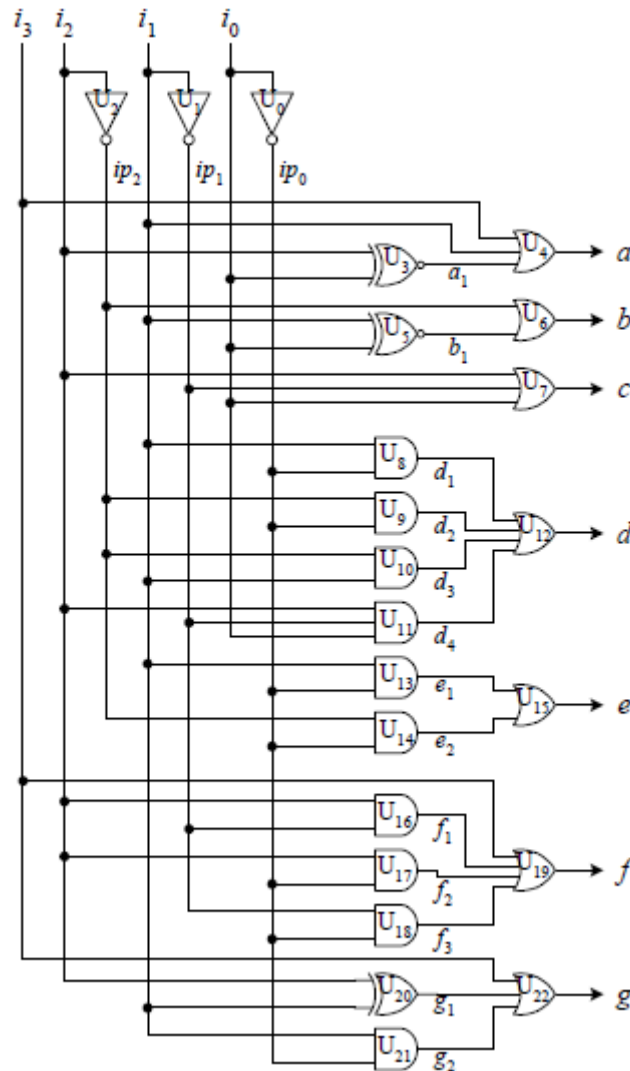 i₃ i₂ i₁ i₀
U₂ U₁ U₀
ip₂ ip₁ ip₀
U₃ a₁ U₄ a
U₅ b₁ U₆ b
U₇ c
U₈ d₁
U₉ d₂ U₁₂ d
U₁₀ d₃
U₁₁ d₄
U₁₃ e₁
U₁₅ e
U₁₄ e₂
U₁₆ f₁
U₁₇ f₂ U₁₉ f
U₁₈ f₃
U₂₀ g₁ U₂₂ g
U₂₁ g₂